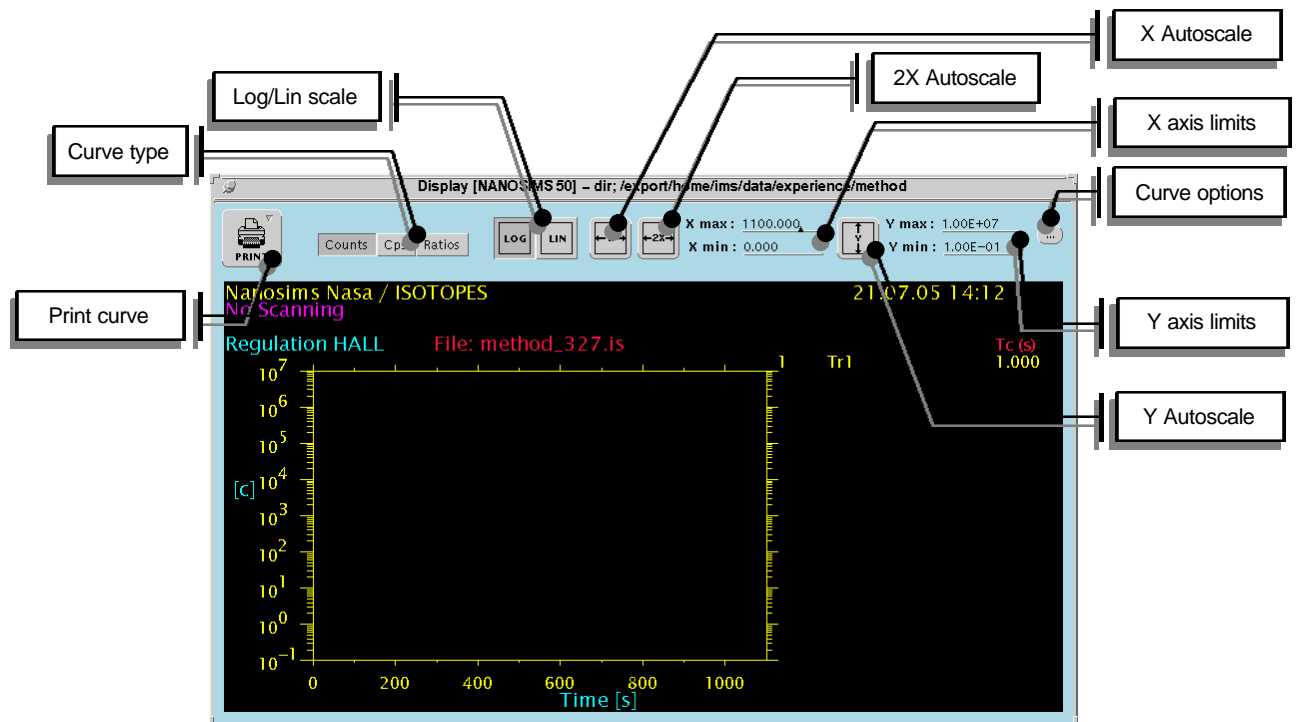 X Autoscale
2X Autoscale
Log/Lin scale
X axis limits
Curve type
Curve options
Display [NANOSIMS 50] – dir; /export/home/ims/data/experience/method
PRINT
Counts Cps Ratios
LOG LIN
←2X→
X max : 1100.000
X min : 0.000
Y
Y max : 1.00E+07
Y min : 1.00E−01
...
Print curve
Y axis limits
Y Autoscale
Nanosims Nasa / ISOTOPES 21.07.05 14:12
No Scanning
Regulation HALL File: method_327.is Tc (s)
1 Tr1 1.000
10^7
10^6
10^5
10^4
[c]
10^3
10^2
10^1
10^0
10^−1
0 200 400 600 800 1000
Time [s]